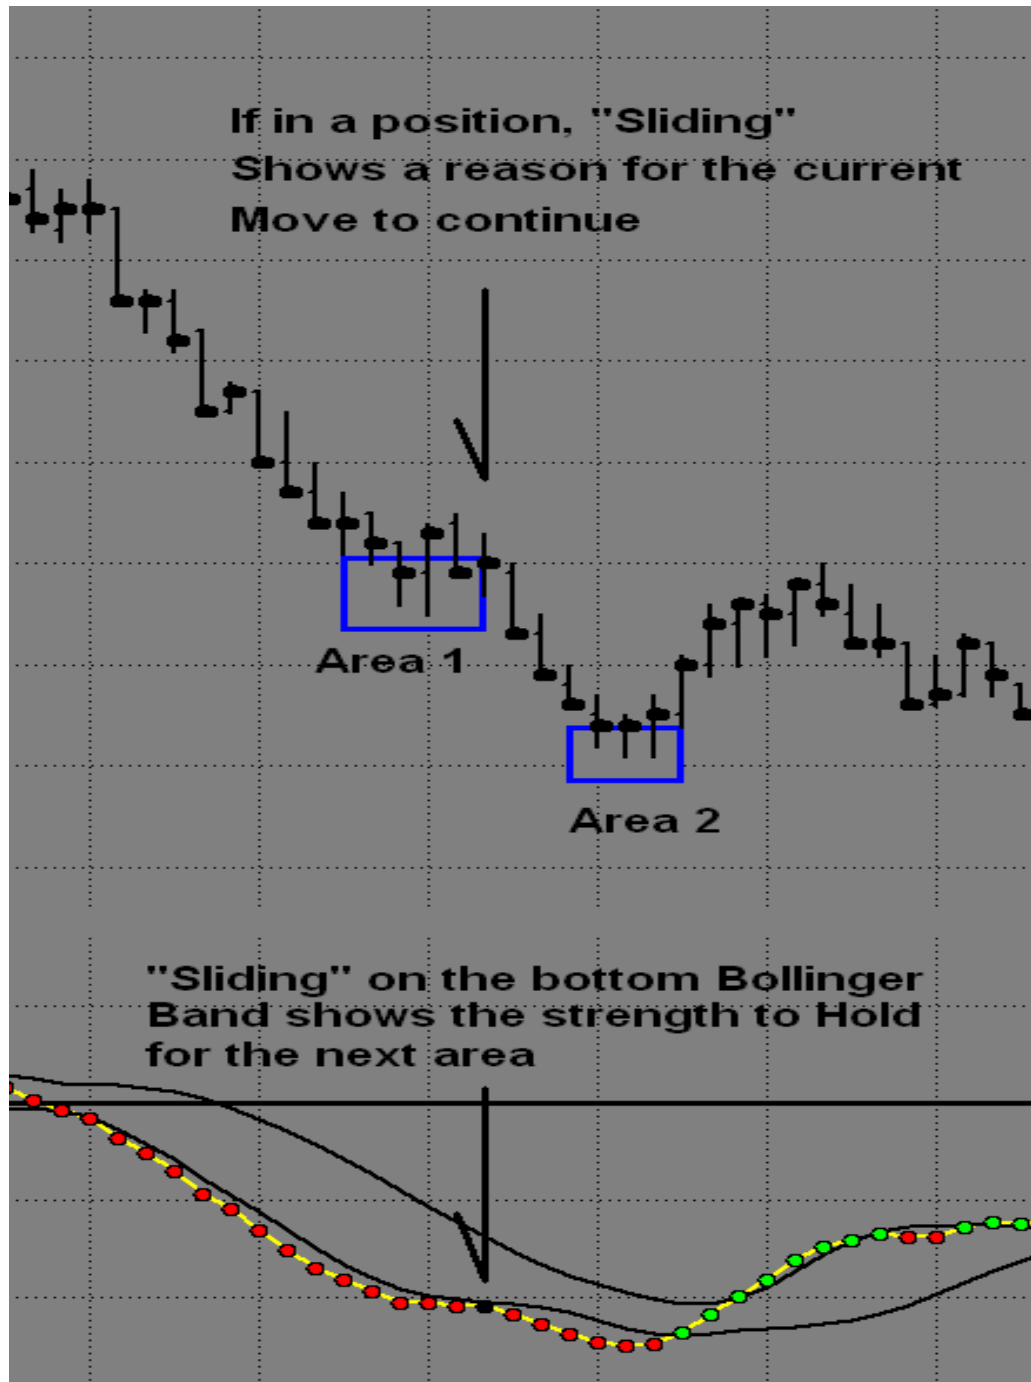 If in a position, "Sliding"
Shows a reason for the current
Move to continue
Area 1
Area 2
"Sliding" on the bottom Bollinger
Band shows the strength to Hold
for the next area